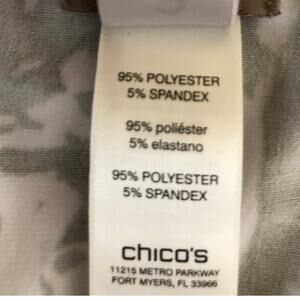 95% POLYESTER
5% SPANDEX
95% poliéster
5% elastano
95% POLYESTER
5% SPANDEX
chico's
11215 METRO PARKWAY
FORT MYERS, FL 33966